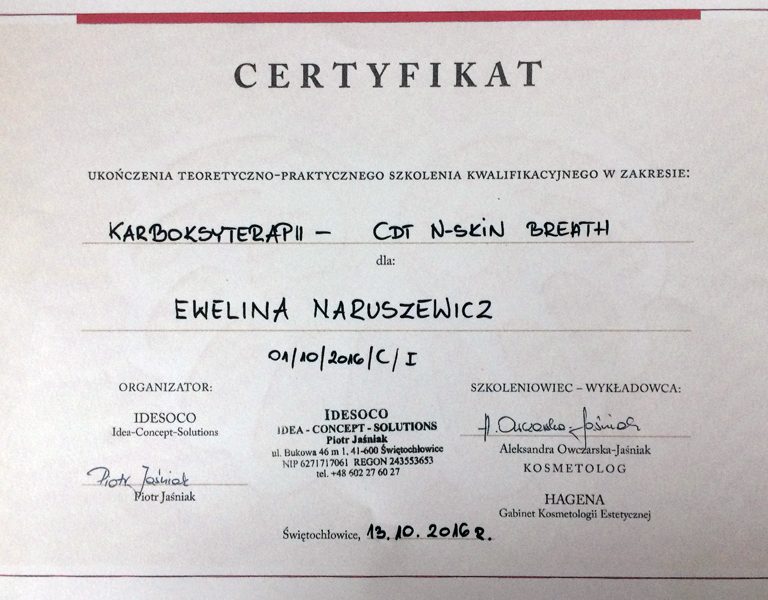 CERTYFIKAT
UKOŃCZENIA TEORETYCZNO-PRAKTYCZNEGO SZKOLENIA KWALIFIKACYJNEGO W ZAKRESIE:
KARBOKSYTERAPII - CDT N-SKIN BREATH
dla:
EWELINA NARUSZEWICZ
01/10/2016/C/I
ORGANIZATOR:
IDESOCO
Idea-Concept-Solutions
Piotr Jaśniak
Piotr Jaśniak
IDESOCO
IDEA - CONCEPT - SOLUTIONS
Piotr Jaśniak
ul. Bukowa 46 m 1, 41-600 Świętochłowice
NIP 6271717061 REGON 243553653
tel. +48 602 27 60 27
SZKOLENIOWIEC – WYKŁADOWCA:
A. Owczarska-Jaśniak
Aleksandra Owczarska-Jaśniak
KOSMETOLOG
HAGENA
Gabinet Kosmetologii Estetycznej
Świętochłowice, 13.10.2016 r.